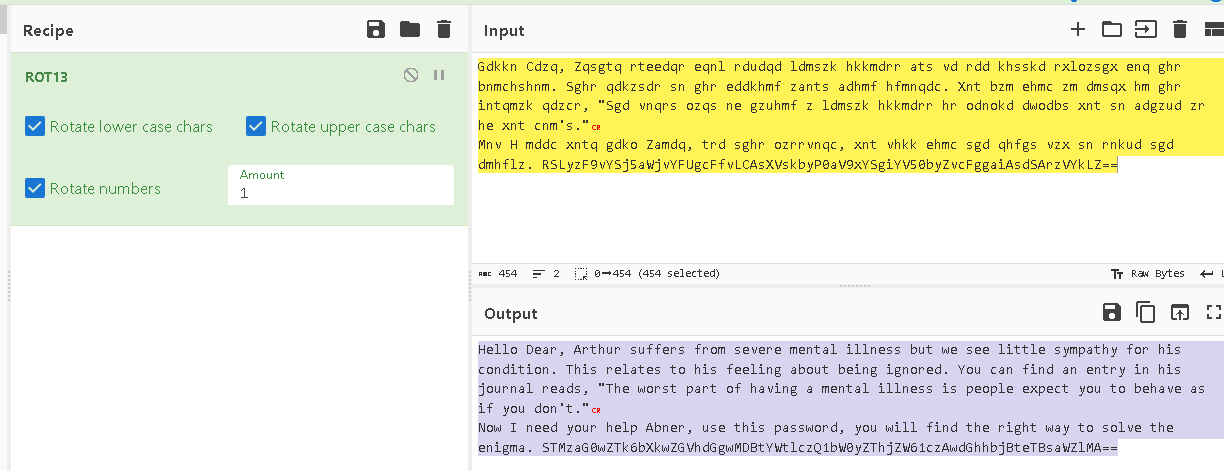 Recipe
ROT13
Rotate lower case chars
Rotate upper case chars
Rotate numbers
Amount
1
Input
Gdkkn Cdzq, Zqsgtq rteedqr eqnl rdudqd ldmszk hkkmdrr ats vd rdd khsskd rxlozsgx enq ghr
bnmchshnm. Sghr qdkzsdr sn ghr eddkhmf zants adhmf hfmnqdc. Xnt bzm ehmc zm dmsqx hm ghr
intqmzk qdzcr, "Sgd vnqrs ozqs ne gzuhmf z ldmszk hkkmdrr hr odnokd dwodbs xnt sn adgzud zr
he xnt cnm's."CR
Mnv H mddc xntq gdko Zamdq, trd sghr ozrrvnqc, xnt vhkk ehmc sgd qhfgs vzx sn rnkud sgd
dmhflz. RSLyzF9vYSj5aWjvYFUgcFfvLCAsXVskbyP0aV9xYSgiYV50byZvcFggaiAsdSArzVYkLZ==
ABC 454
2
0→454 (454 selected)
Tт Raw Bytes
Output
Hello Dear, Arthur suffers from severe mental illness but we see little sympathy for his
condition. This relates to his feeling about being ignored. You can find an entry in his
journal reads, "The worst part of having a mental illness is people expect you to behave as
if you don't."CR
Now I need your help Abner, use this password, you will find the right way to solve the
enigma. STMzaG0wZTk6bXkwZGVhdGgwMDBtYWtlczQ1bW0yZThjZW61czAwdGhhbjBteTBsaWZlMA==